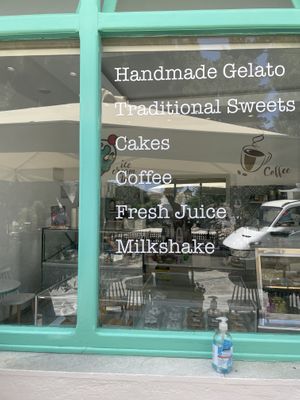 Handmade Gelato
Traditional Sweets
Cakes
Coffee
Coffee
Fresh Juice
Milkshake